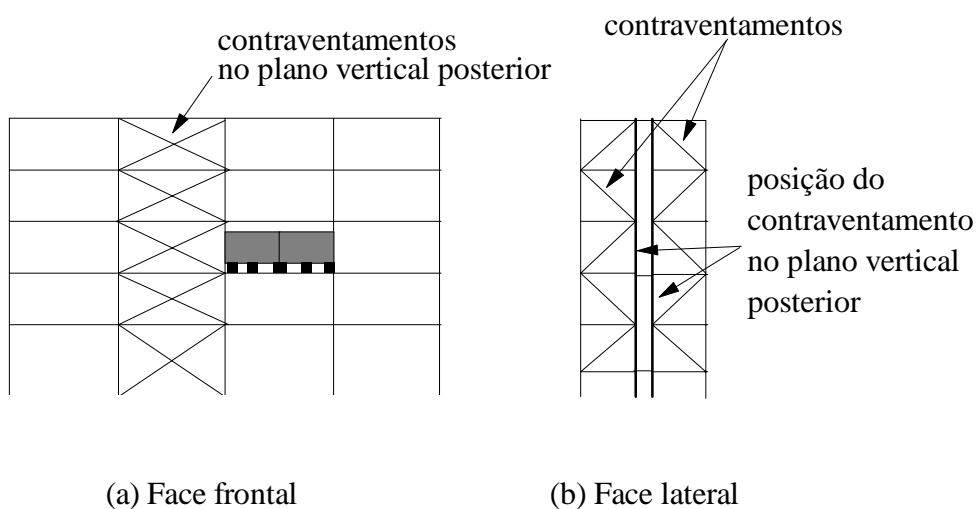 contraventamentos
no plano vertical posterior
contraventamentos
posição do
contraventamento
no plano vertical
posterior
(a) Face frontal
(b) Face lateral